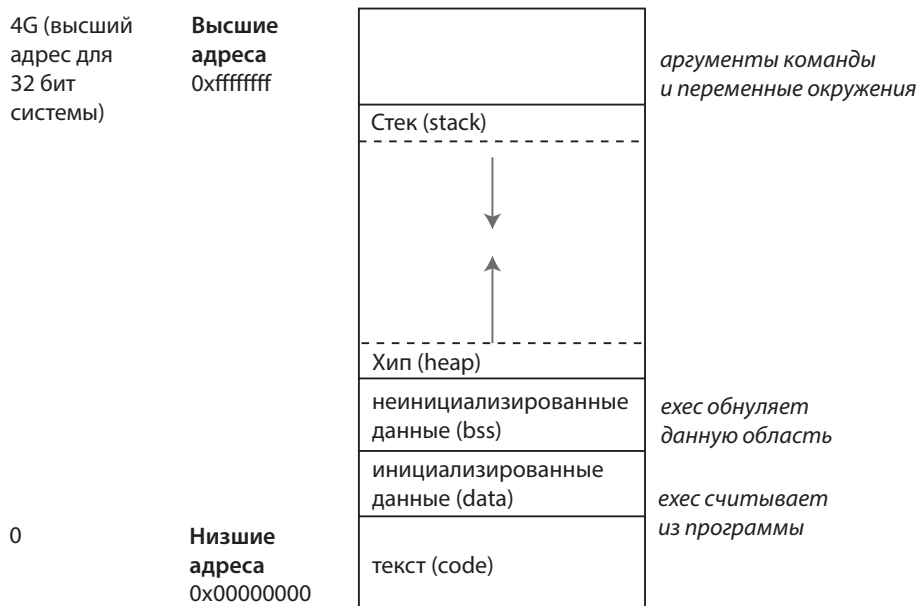 4G (высший
адрес для
32 бит
системы)
Высшие
адреса
0xffffffff
аргументы команды
и переменные окружения
Стек (stack)
Хип (heap)
неинициализированные
данные (bss)
exec обнуляет
данную область
инициализированные
данные (data)
exec считывает
из программы
0
Низшие
адреса
0x00000000
текст (code)